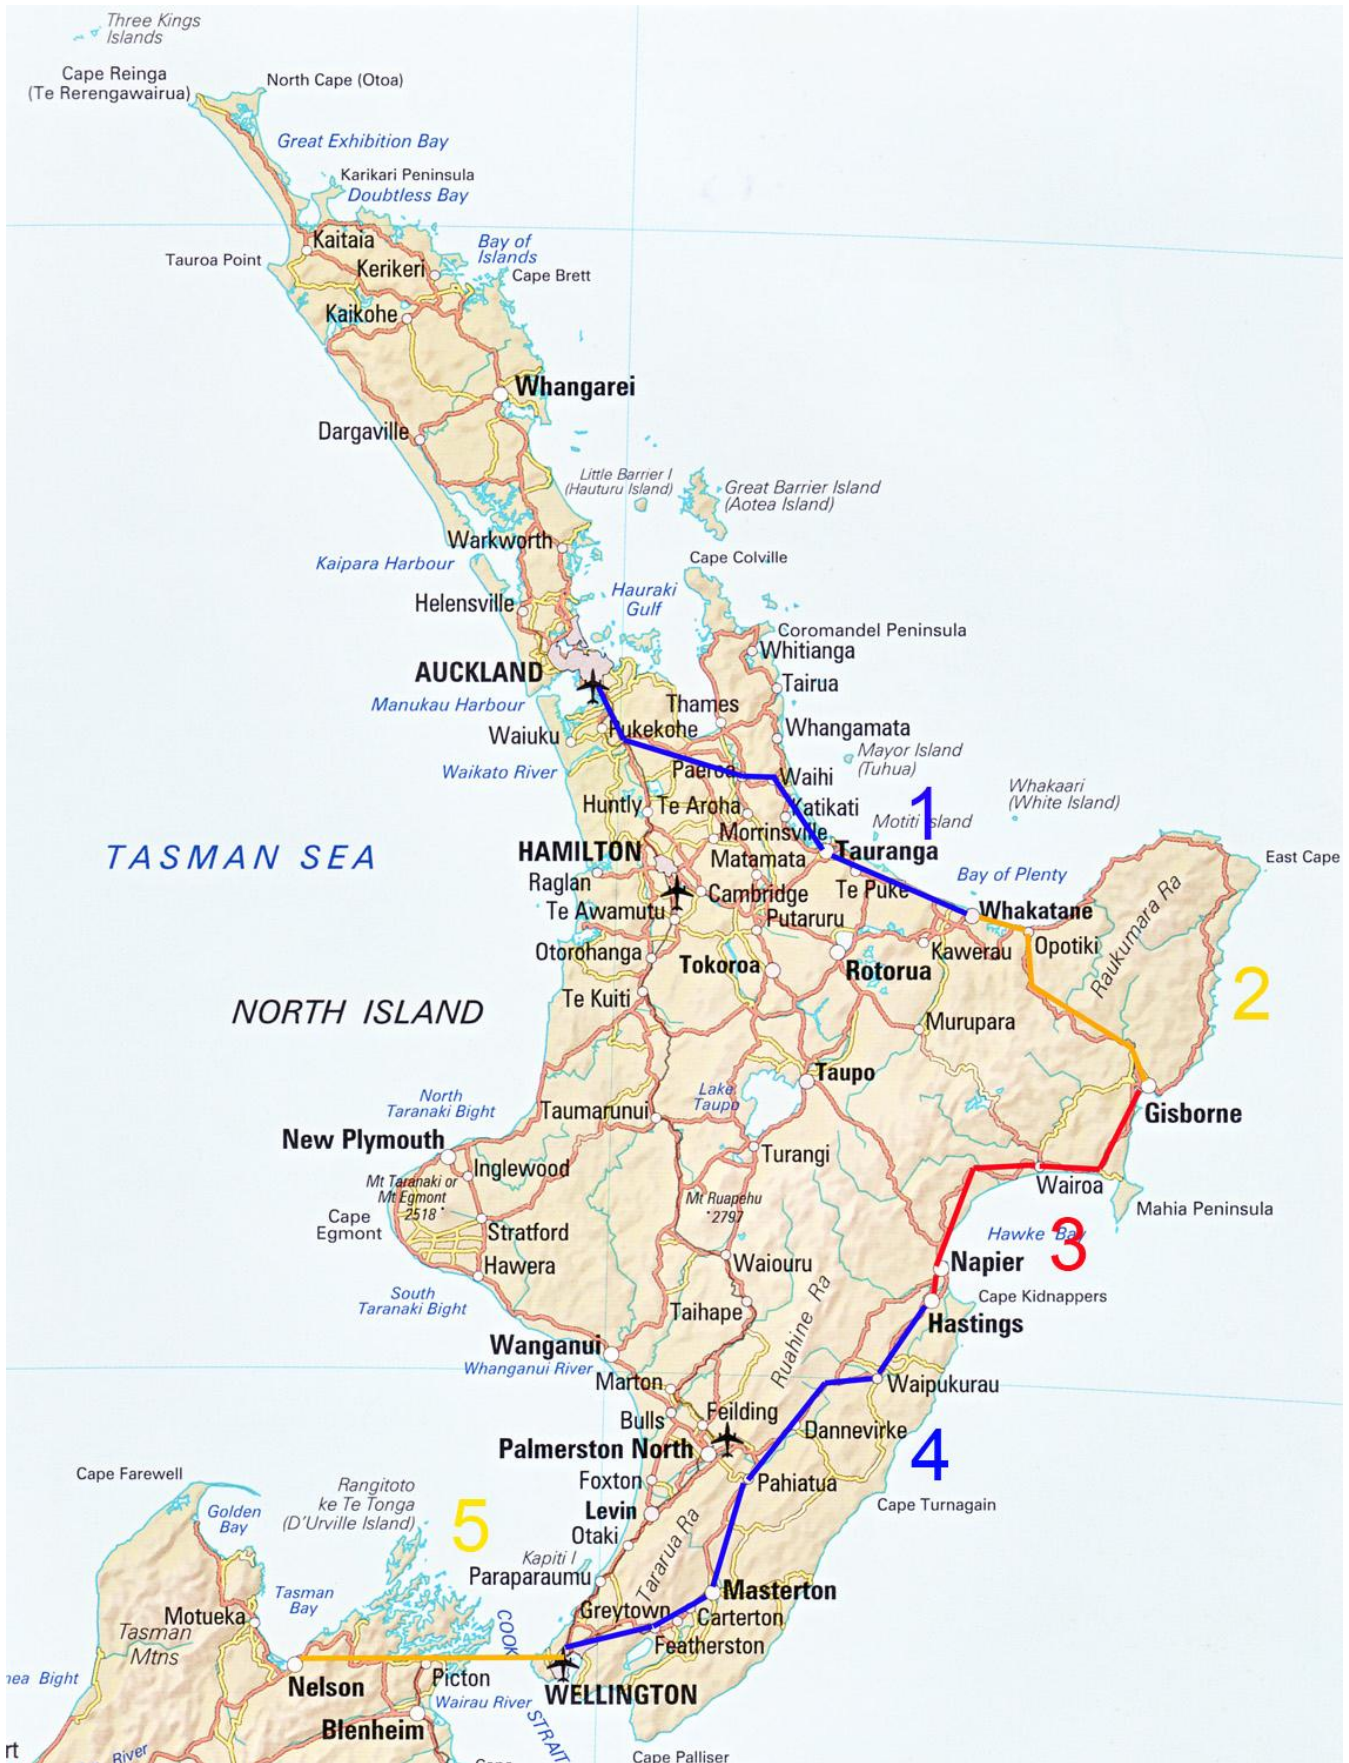 Three Kings
Islands
Cape Reinga
(Te Rerengawairua)
North Cape (Otoa)
Great Exhibition Bay
Karikari Peninsula
Doubtless Bay
Kaitaia
Tauroa Point
Bay of
Islands
Kerikeri
Cape Brett
Kaikohe
Whangarei
Dargaville
Little Barrier I
(Hauturu Island)
Great Barrier Island
(Aotea Island)
Warkworth
Kaipara Harbour
Cape Colville
Hauraki
Gulf
Helensville
Coromandel Peninsula
Whitianga
AUCKLAND
Tairua
Manukau Harbour
Thames
Pukekohe
Whangamata
Waiuku
Mayor Island
(Tuhua)
Waikato River
Paeroa
Waihi
Whakaari
(White Island)
Huntly
Te Aroha
Katikati
1
Motiti Island
Morrinsville
HAMILTON
Matamata
Tauranga
TASMAN SEA
East Cape
Raglan
Cambridge
Te Puke
Bay of Plenty
Te Awamutu
Putaruru
Whakatane
Raukumara Ra
Otorohanga
Tokoroa
Rotorua
Kawerau
Opotiki
2
NORTH ISLAND
Te Kuiti
Murupara
Taupo
North
Taranaki Bight
Lake
Taupo
Taumarunui
Gisborne
New Plymouth
Inglewood
Turangi
Mt Taranaki or
Mt Egmont
2518
Mt Ruapehu
2797
Wairoa
Mahia Peninsula
Cape
Egmont
Stratford
Hawke Bay
3
Hawera
Waiouru
Napier
South
Taranaki Bight
Taihape
Ruahine Ra
Cape Kidnappers
Hastings
Wanganui
Whanganui River
Marton
Waipukurau
Bulls
Feilding
Dannevirke
Palmerston North
4
Cape Farewell
Rangitoto
ke Te Tonga
(D'Urville Island)
Foxton
Pahiatua
Golden
Bay
5
Levin
Cape Turnagain
Otaki
Kapiti I
Paraparaumu
Tararua Ra
Tasman
Bay
Masterton
Motueka
Greytown
Carterton
Tasman
Mtns
COOK
Featherston
nea Bight
Nelson
Picton
WELLINGTON
Wairau River
STRAIT
Blenheim
rt
River
Cape Palliser